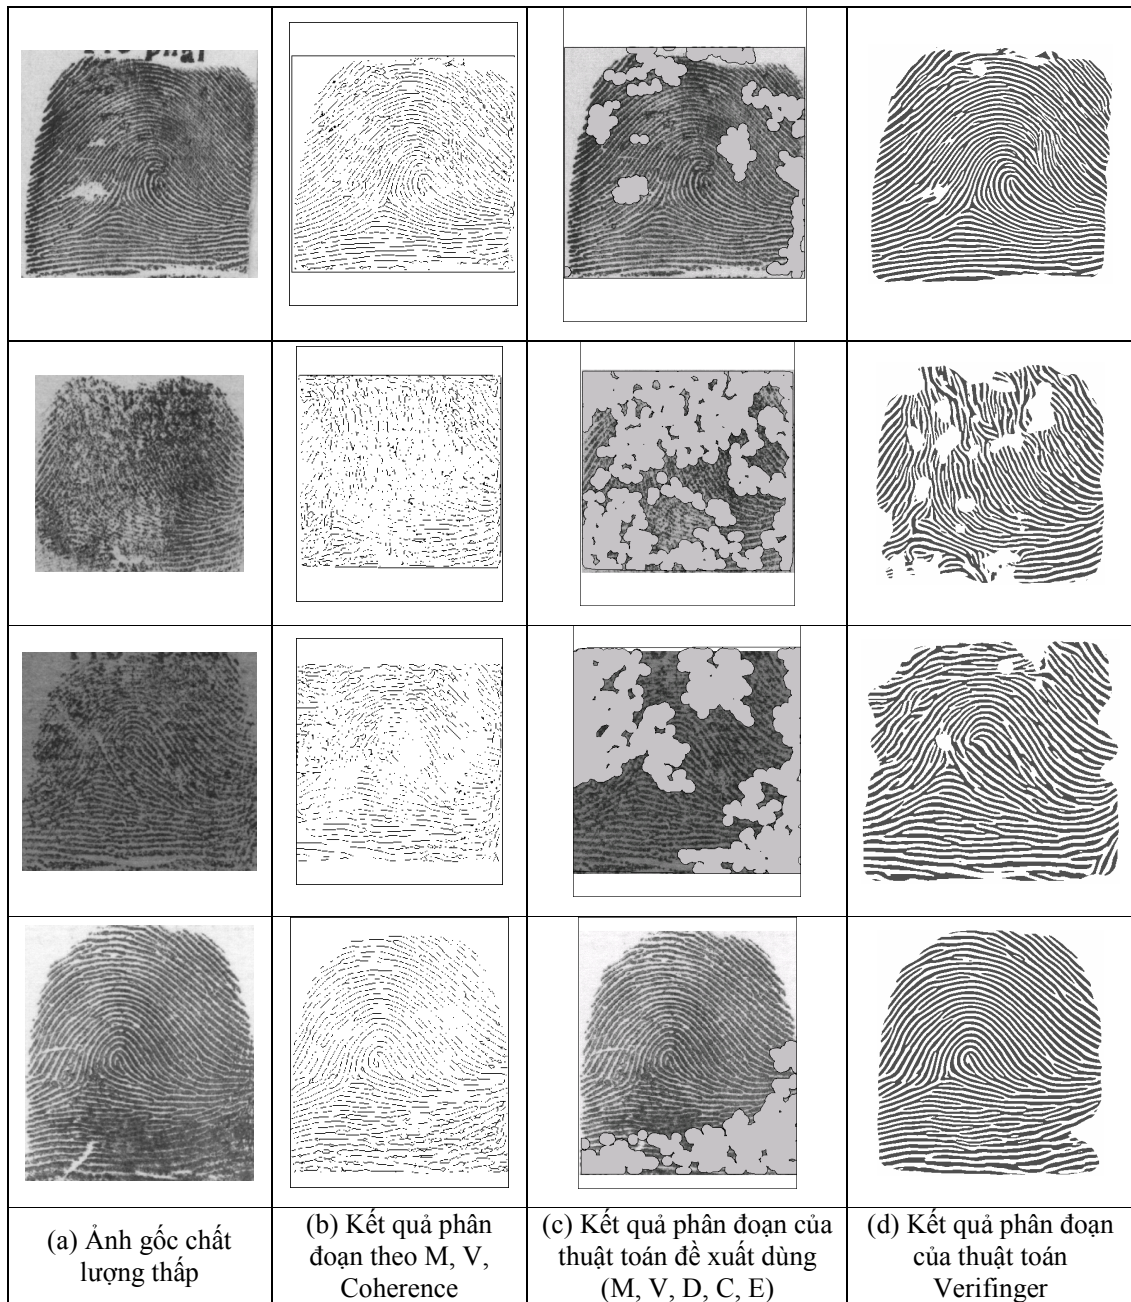 (a) Ảnh gốc chất
lượng thấp
(b) Kết quả phân
đoạn theo M, V,
Coherence
(c) Kết quả phân đoạn của
thuật toán đề xuất dùng
(M, V, D, C, E)
(d) Kết quả phân đoạn
của thuật toán
Verifinger